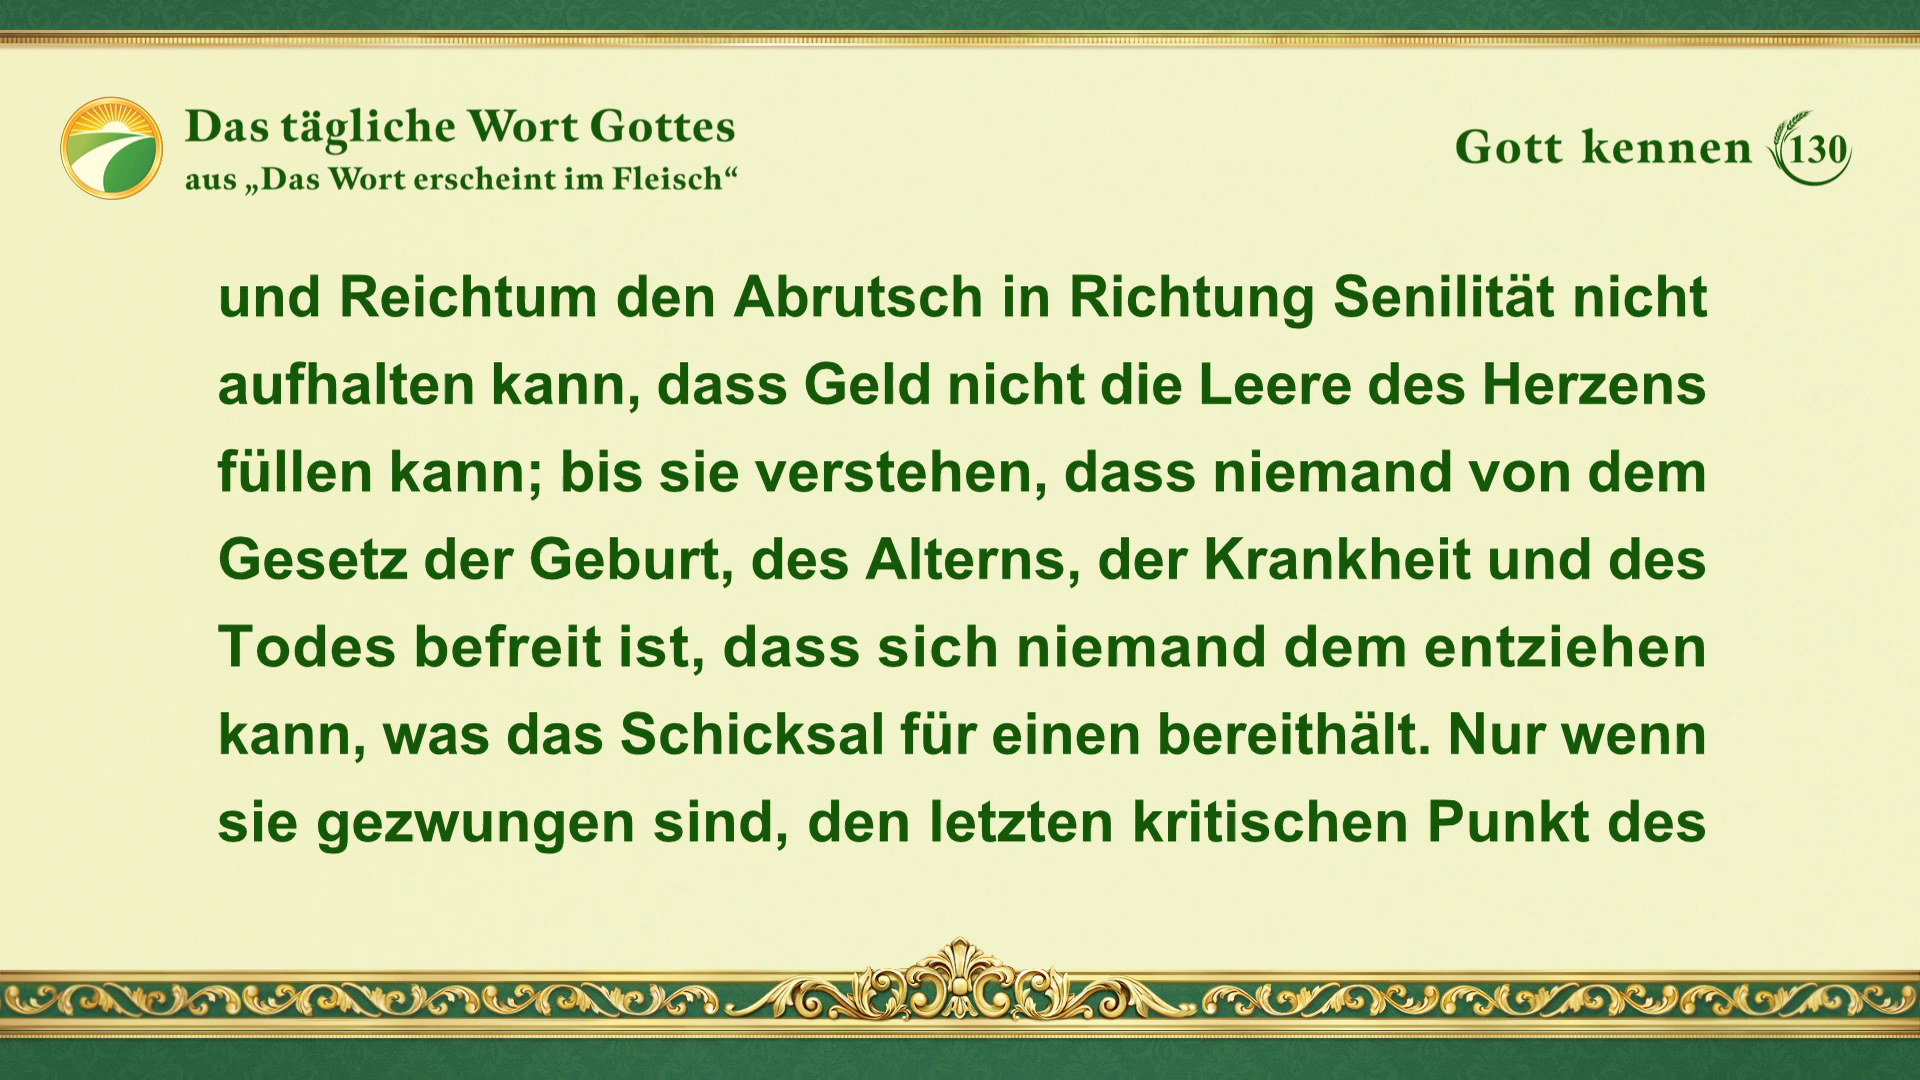 Das tägliche Wort Gottes
aus „Das Wort erscheint im Fleisch“
Gott kennen 130
und Reichtum den Abrutsch in Richtung Senilität nicht
aufhalten kann, dass Geld nicht die Leere des Herzens
füllen kann; bis sie verstehen, dass niemand von dem
Gesetz der Geburt, des Alterns, der Krankheit und des
Todes befreit ist, dass sich niemand dem entziehen
kann, was das Schicksal für einen bereithält. Nur wenn
sie gezwungen sind, den letzten kritischen Punkt des